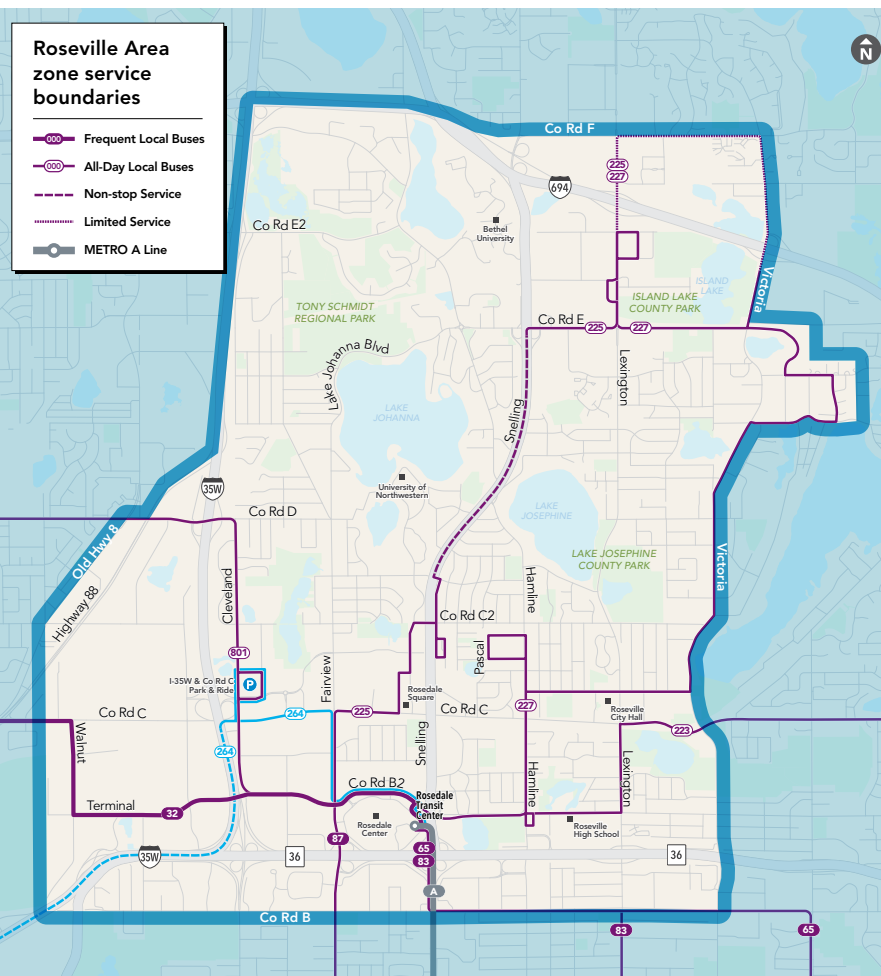 Roseville Area
zone service
boundaries
000 Frequent Local Buses
000 All-Day Local Buses
Non-stop Service
Limited Service
METRO A Line
N
Co Rd F
225
227
694
Co Rd E2
Bethel
University
Victoria
ISLAND
LAKE
ISLAND LAKE
COUNTY PARK
TONY SCHMIDT
REGIONAL PARK
Co Rd E
225
227
Lake Johanna Blvd
Lexington
Snelling
LAKE
JOHANNA
35W
University of
Northwestern
LAKE
JOSEPHINE
Co Rd D
Old Hwy 8
LAKE JOSEPHINE
COUNTY PARK
Victoria
Highway 88
Cleveland
Hamline
Co Rd C2
801
Pascal
Fairview
I-35W & Co Rd C
Park & Ride
P
Rosedale
Square
227
Roseville
City Hall
Co Rd C
264
225
Co Rd C
223
Walnut
264
Snelling
Co Rd B2
Hamline
Lexington
Rosedale
Transit
Center
Terminal
32
Rosedale
Center
Roseville
High School
87
65
83
35W
36
36
A
Co Rd B
83
65